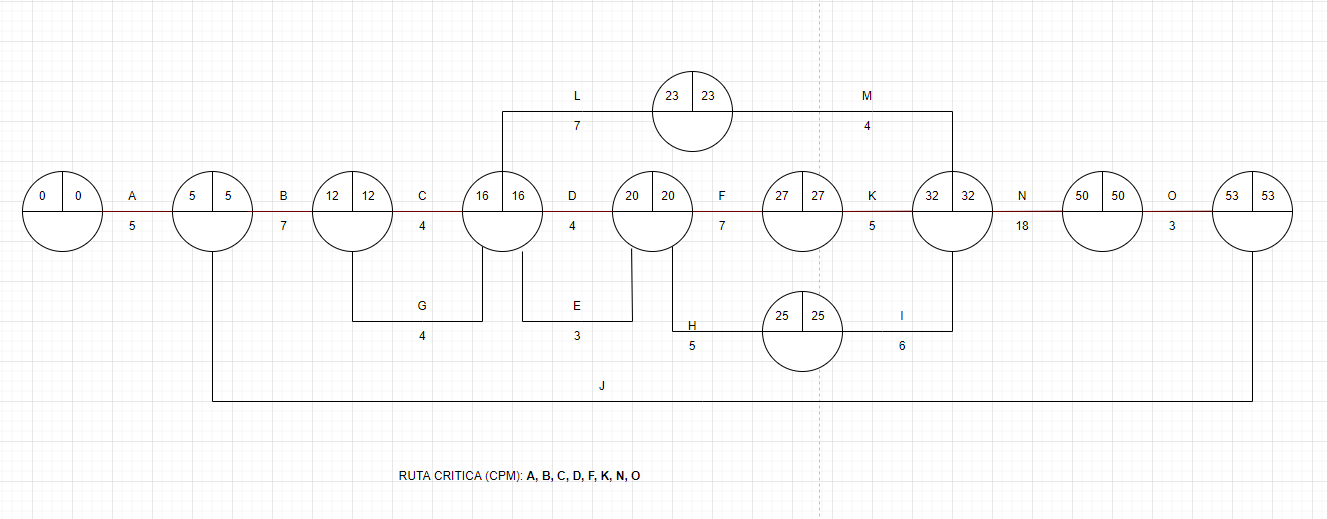 L
23 23
M
7
4
0 0
A
5 5
B
12 12
C
16 16
D
20 20
F
27 27
K
32 32
N
50 50
O
53 53
5
7
4
4
7
5
18
3
G
E
25 25
I
H
4
3
5
6
J
RUTA CRITICA (CPM): A, B, C, D, F, K, N, O